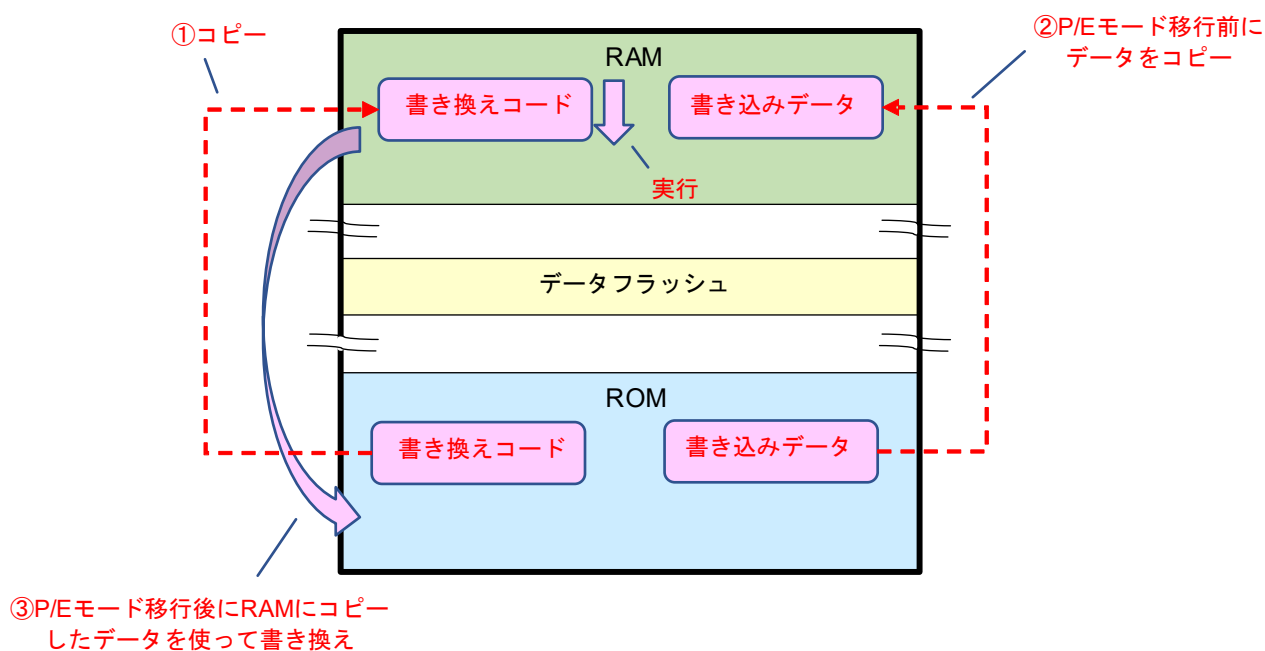 ①コピー
②P/Eモード移行前に
データをコピー
RAM
書き換えコード
書き込みデータ
実行
データフラッシュ
ROM
書き換えコード
書き込みデータ
③P/Eモード移行後にRAMにコピー
したデータを使って書き換え